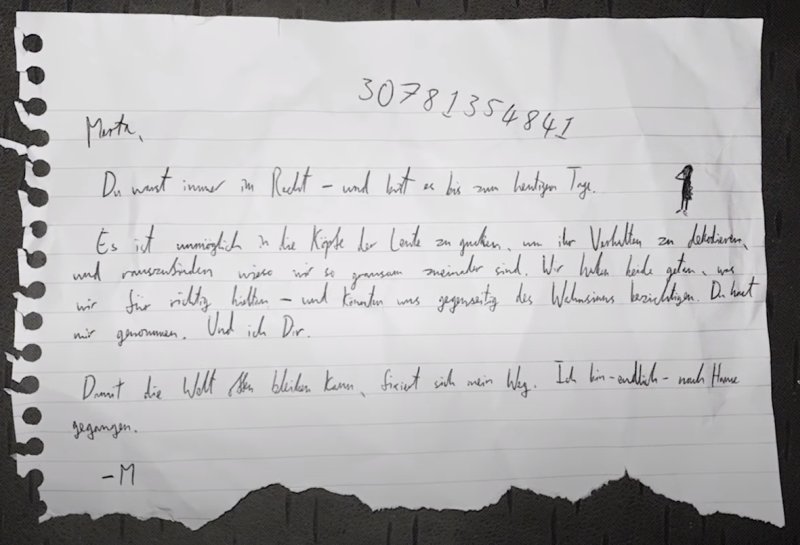 30781354841
Marta,
Du warst immer im Recht – und bist es bis zum heutigen Tage.
Es ist unmöglich in die Köpfe der Leute zu gucken, um ihr Verhalten zu dekodieren,
und rauszufinden wieso wir so grausam zueinander sind. Wir haben beide getan, was
wir für richtig hielten – und könnten uns gegenseitig des Wahnsinns bezichtigen. Du hast
mir genommen. Und ich Dir.
Damit die Welt offen bleiben kann, fixiert sich mein Weg. Ich bin – endlich – nach Hause
gegangen.
– M